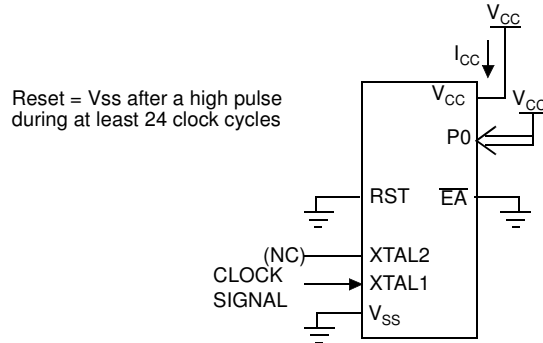 V_CC
I_CC
Reset = Vss after a high pulse
during at least 24 clock cycles
V_CC
V_CC
P0
RST
E̅A̅
(NC)
XTAL2
CLOCK
SIGNAL
XTAL1
V_SS